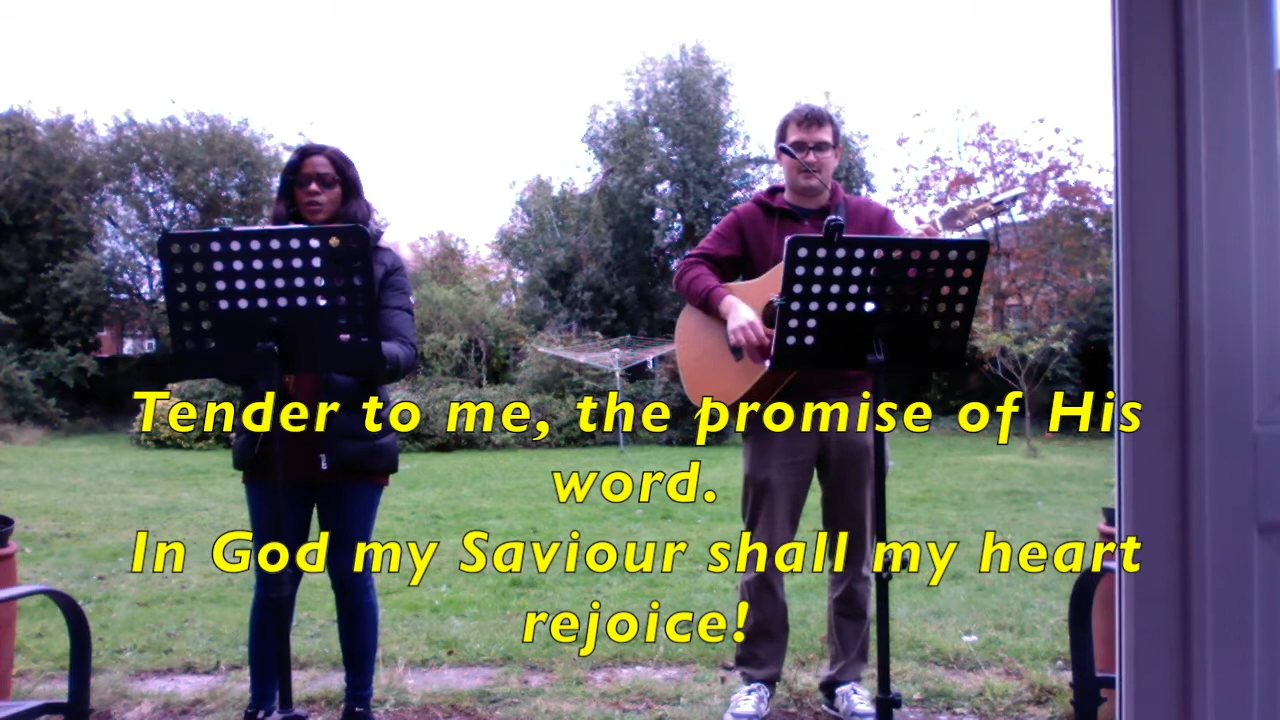 Tender to me, the promise of His
word.
In God my Saviour shall my heart
rejoice!